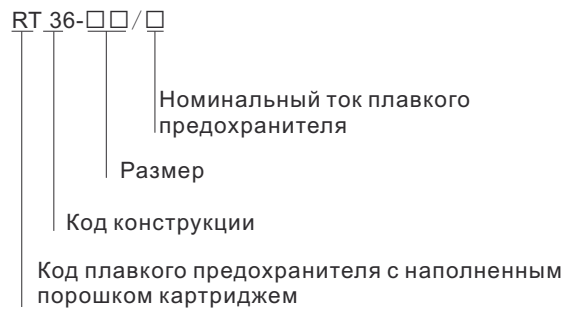 RT 36-□□/□
Номинальный ток плавкого
предохранителя
Размер
Код конструкции
Код плавкого предохранителя с наполненным
порошком картриджем